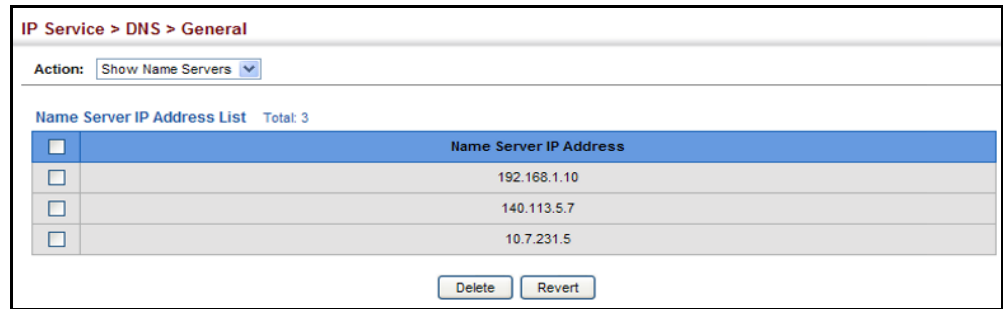 IP Service > DNS > General
Action: Show Name Servers
Name Server IP Address List Total: 3
Name Server IP Address
192.168.1.10
140.113.5.7
10.7.231.5
Delete Revert